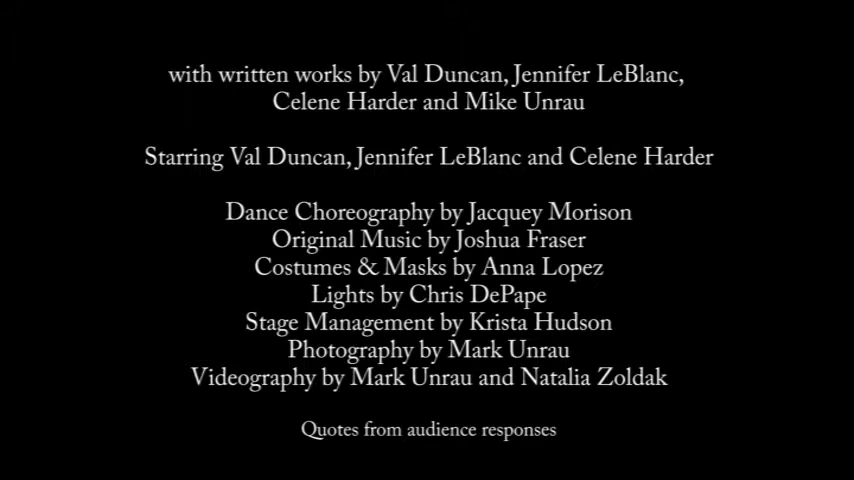 with written works by Val Duncan, Jennifer LeBlanc,
Celene Harder and Mike Unrau
Starring Val Duncan, Jennifer LeBlanc and Celene Harder
Dance Choreography by Jacquey Morison
Original Music by Joshua Fraser
Costumes & Masks by Anna Lopez
Lights by Chris DePape
Stage Management by Krista Hudson
Photography by Mark Unrau
Videography by Mark Unrau and Natalia Zoldak
Quotes from audience responses